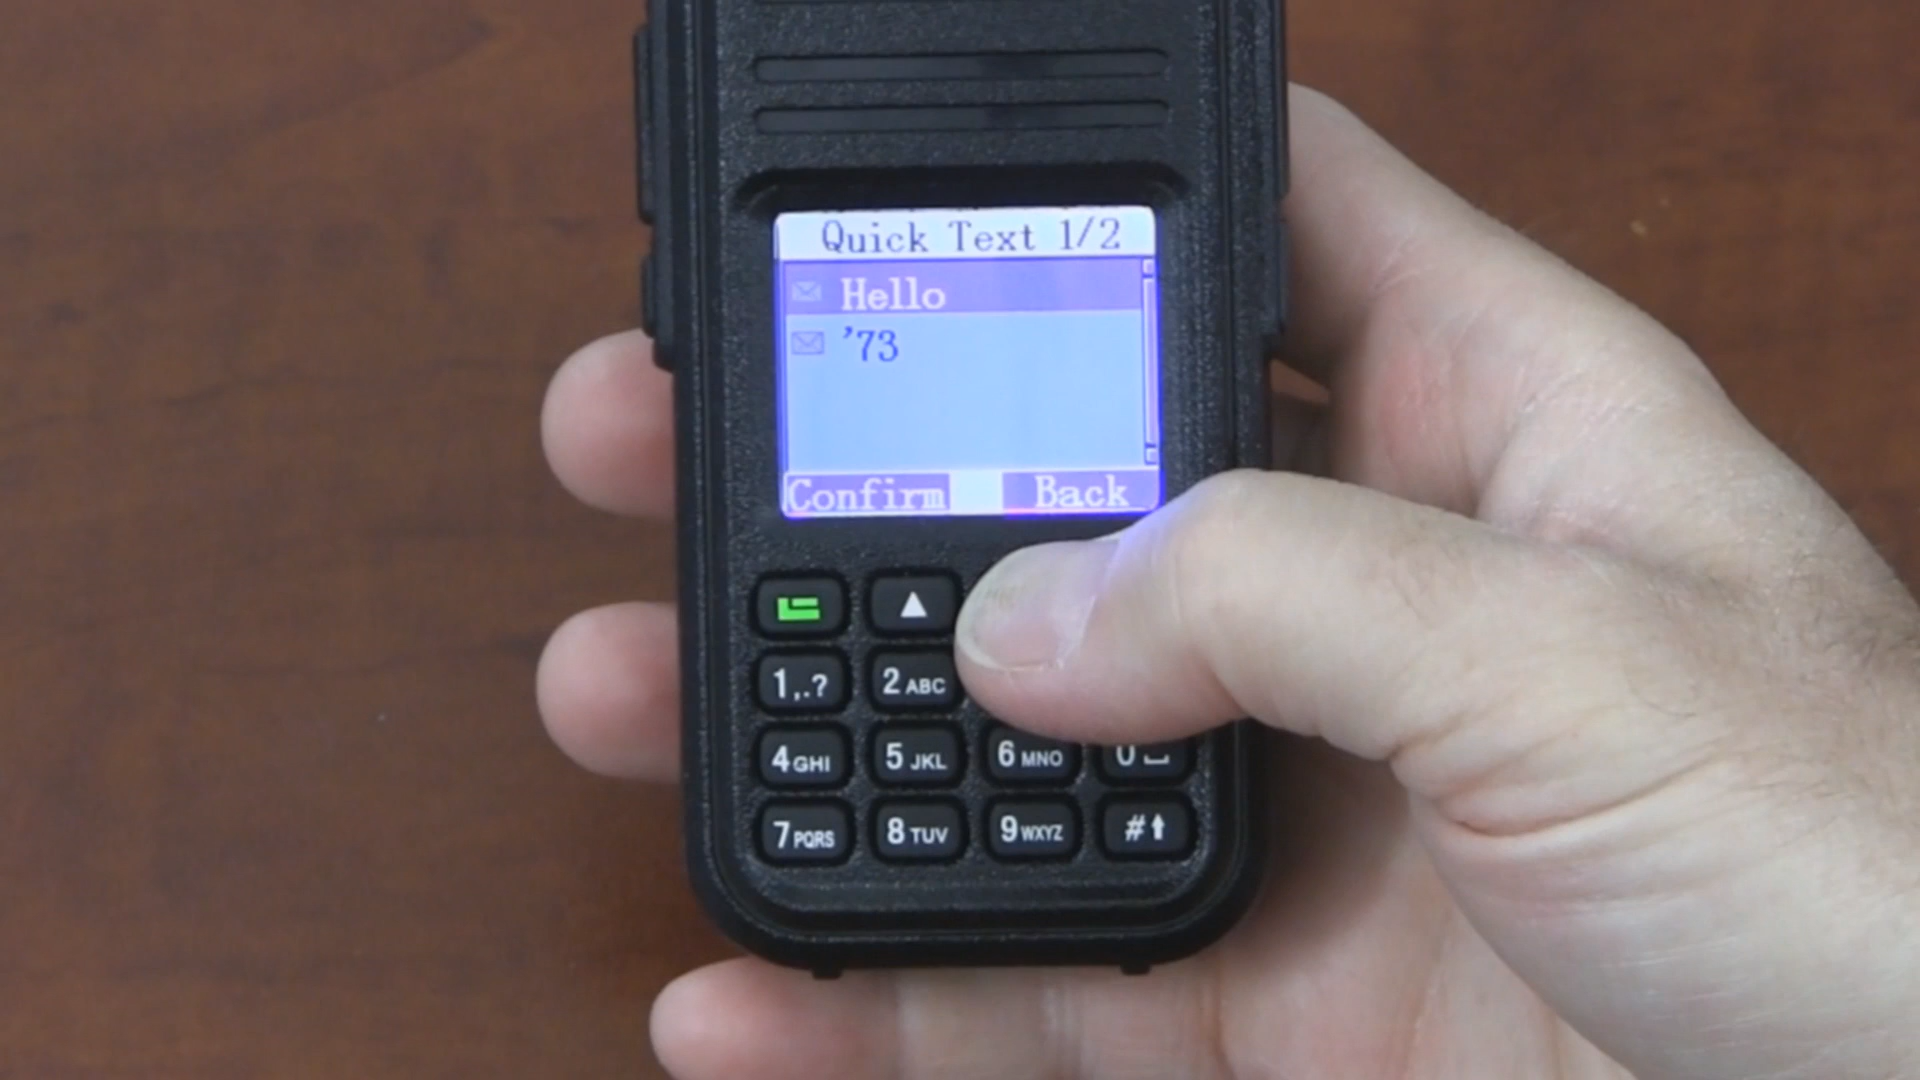 Quick Text 1/2
Hello
'73
Confirm Back
▲
1,.? 2 ABC
4 GHI 5 JKL 6 MNO 0
7 PQRS 8 TUV 9 WXYZ #⬆